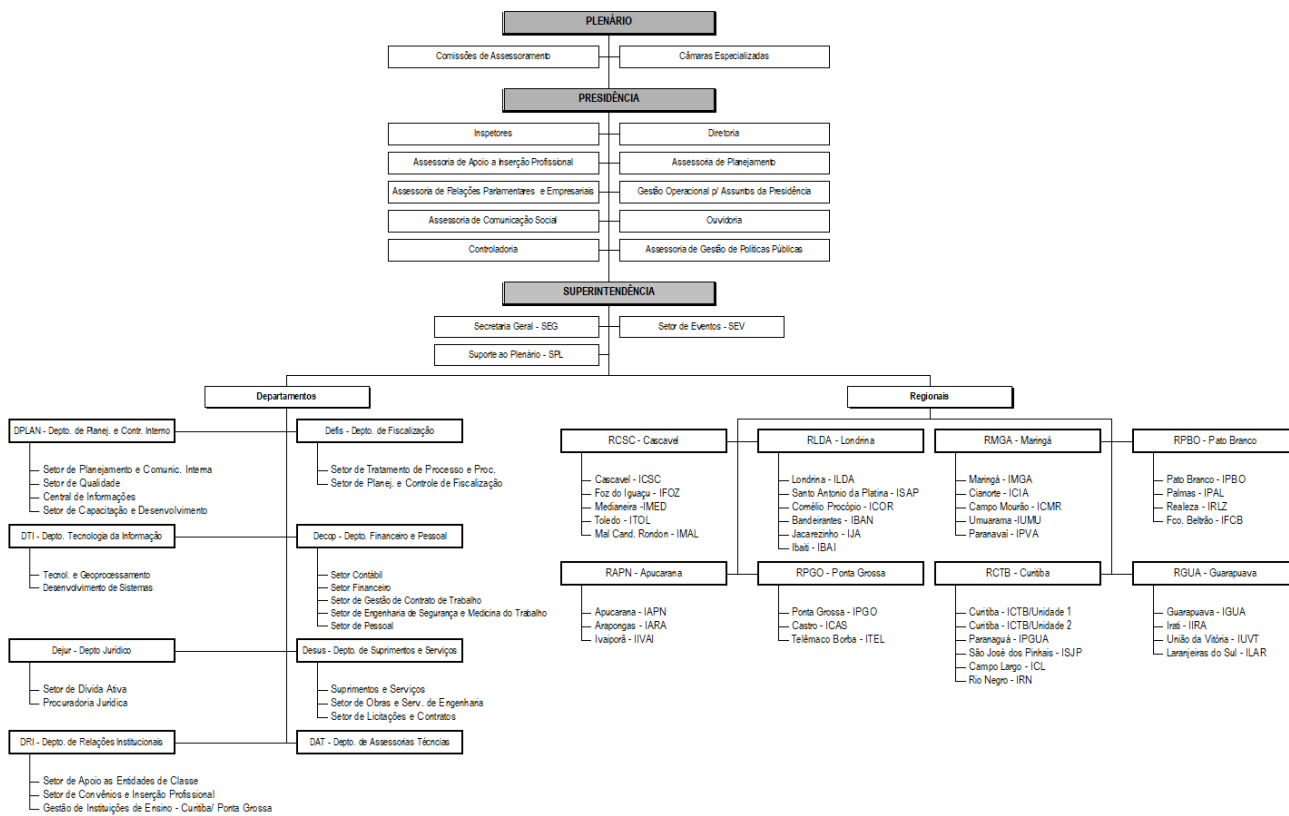 PLENÁRIO
Comissões de Assessoramento
Câmaras Especializadas
PRESIDÊNCIA
Inspetores
Diretoria
Assessoria de Apoio a Inserção Profissional
Assessoria de Planejamento
Assessoria de Relações Parlamentares e Empresariais
Gestão Operacional p/ Assuntos da Presidência
Assessoria de Comunicação Social
Ouvidoria
Controladoria
Assessoria de Gestão de Políticas Públicas
SUPERINTENDÊNCIA
Secretaria Geral - SEG
Setor de Eventos - SEV
Suporte ao Plenário - SPL
Departamentos
DPLAN - Depto. de Planej. e Contr. Interno
Setor de Planejamento e Comunic. Interna
Setor de Qualidade
Central de Informações
Setor de Capacitação e Desenvolvimento
Defis - Depto. de Fiscalização
Setor de Tratamento de Processo e Proc.
Setor de Planej. e Controle de Fiscalização
DTI - Depto. Tecnologia da Informação
Tecnol. e Geoprocessamento
Desenvolvimento de Sistemas
Decop - Depto. Financeiro e Pessoal
Setor Contábil
Setor Financeiro
Setor de Gestão de Contrato de Trabalho
Setor de Engenharia de Segurança e Medicina do Trabalho
Setor de Pessoal
Dejur - Depto Jurídico
Setor de Dívida Ativa
Procuradoria Jurídica
Desus - Depto. de Suprimentos e Serviços
Suprimentos e Serviços
Setor de Obras e Serv. de Engenharia
Setor de Licitações e Contratos
DRI - Depto. de Relações Institucionais
Setor de Apoio as Entidades de Classe
Setor de Convênios e Inserção Profissional
Gestão de Instituições de Ensino - Curitiba/ Ponta Grossa
DAT - Depto. de Assessorias Técncias
Regionais
RCSC - Cascavel
Cascavel - ICSC
Foz do Iguaçu - IFOZ
Medianeira - IMED
Toledo - ITOL
Mal Cand. Rondon - IMAL
RLDA - Londrina
Londrina - ILDA
Santo Antonio da Platina - ISAP
Cornélio Procópio - ICOR
Bandeirantes - IBAN
Jacarezinho - IJA
Ibaiti - IBAI
RMGA - Maringá
Maringá - IMGA
Cianorte - ICIA
Campo Mourão - ICMR
Umuarama -IUMU
Paranavaí - IPVA
RPBO - Pato Branco
Pato Branco - IPBO
Palmas - IPAL
Realeza - IRLZ
Fco. Beltrão - IFCB
RAPN - Apucarana
Apucarana - IAPN
Arapongas - IARA
Ivaiporã - IIVAI
RPGO - Ponta Grossa
Ponta Grossa - IPGO
Castro - ICAS
Telêmaco Borba - ITEL
RCTB - Curitiba
Curitiba - ICTB/Unidade 1
Curitiba - ICTB/Unidade 2
Paranaguá - IPGUA
São José dos Pinhais - ISJP
Campo Largo - ICL
Rio Negro - IRN
RGUA - Guarapuava
Guarapuava - IGUA
Irati - IIRA
União da Vitória - IUVT
Laranjeiras do Sul - ILAR